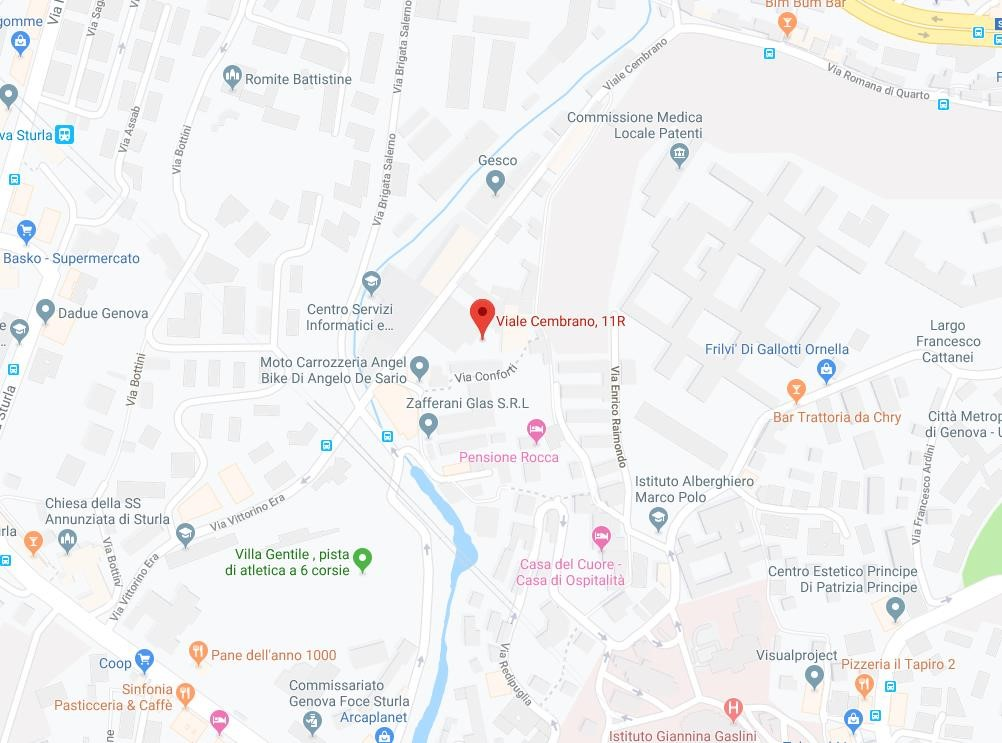 Bim Bum Bar
gomme
Via Brigata Salerno
Romite Battistine
Viale Cembrano
Via Romana di Quarto
Via Assab
Via Bottini
Commissione Medica
Locale Patenti
va Sturla
Gesco
Via Brigata Salerno
Basko - Supermercato
Centro Servizi
Informatici e...
Dadue Genova
Viale Cembrano, 11R
Largo
Francesco
Cattanei
Frilvi' Di Gallotti Ornella
Moto Carrozzeria Angel
Bike Di Angelo De Sario
Via Conforti
Via Bottini
Via Enrico Raimondo
Zafferani Glas S.R.L
Bar Trattoria da Chry
Città Metrop
di Genova - U
Sturla
Pensione Rocca
Istituto Alberghiero
Marco Polo
Via Francesco Ardini
Chiesa della SS
Annunziata di Sturla
Via Vittorino Era
rla
Villa Gentile , pista
di atletica a 6 corsie
Casa del Cuore -
Casa di Ospitalità
Via Bottini
Via Vittorino Era
Centro Estetico Principe
Di Patrizia Principe
Via Redipuglia
Pane dell'anno 1000
Coop
Visualproject
Pizzeria il Tapiro 2
Sinfonia
Pasticceria & Caffè
Commissariato
Genova Foce Sturla
Arcaplanet
H
Istituto Giannina Gaslini